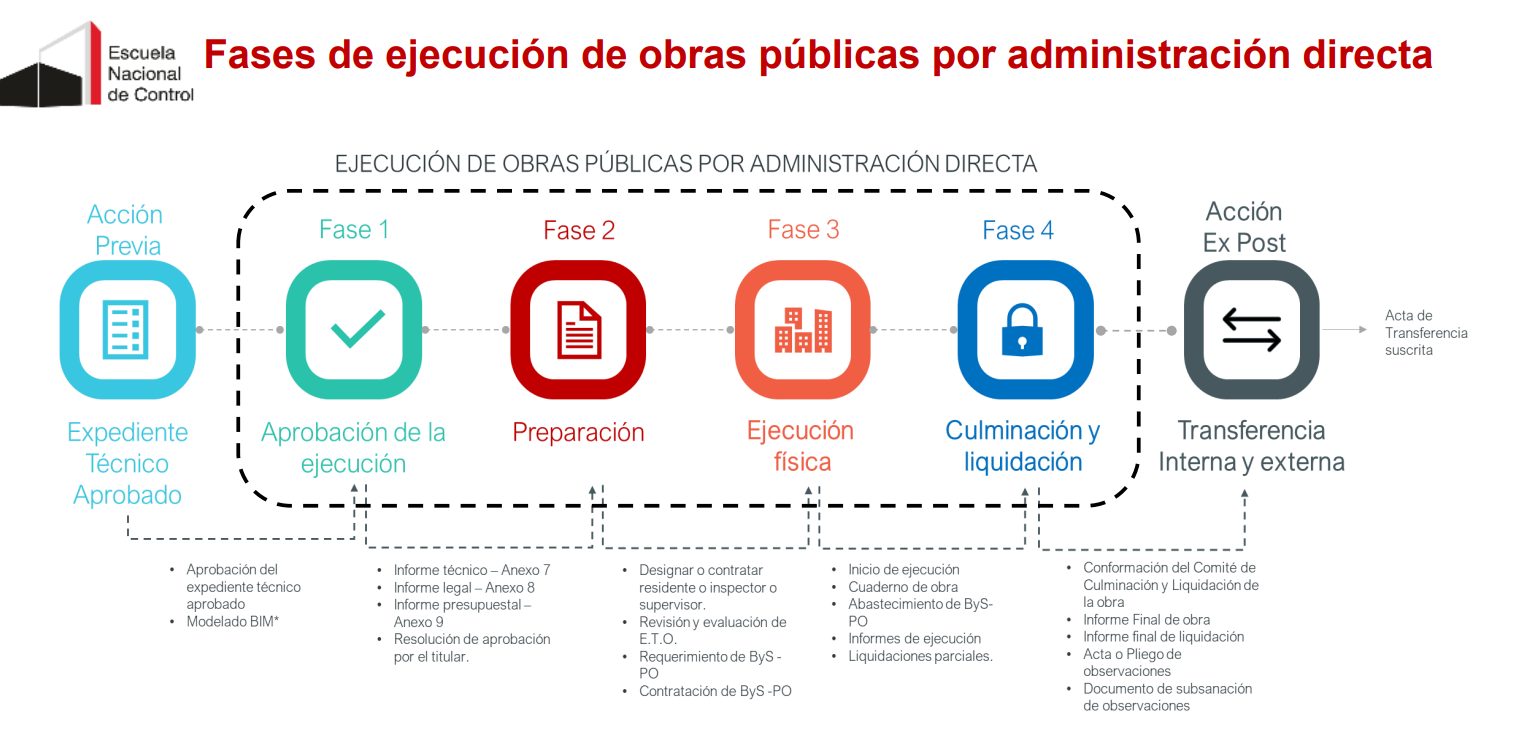 Escuela
Nacional
de Control
Fases de ejecución de obras públicas por administración directa
EJECUCIÓN DE OBRAS PÚBLICAS POR ADMINISTRACIÓN DIRECTA
Acción
Previa
Fase 1
Fase 2
Fase 3
Fase 4
Acción
Ex Post
Acta de
Transferencia
suscrita
Expediente
Técnico
Aprobado
Aprobación de la
ejecución
Preparación
Ejecución
física
Culminación y
liquidación
Transferencia
Interna y externa
• Aprobación del
expediente técnico
aprobado
• Modelado BIM*
• Informe técnico – Anexo 7
• Informe legal – Anexo 8
• Informe presupuestal –
Anexo 9
• Resolución de aprobación
por el titular.
• Designar o contratar
residente o inspector o
supervisor.
• Revisión y evaluación de
E.T.O.
• Requerimiento de ByS -
PO
• Contratación de ByS -PO
• Inicio de ejecución
• Cuaderno de obra
• Abastecimiento de ByS-
PO
• Informes de ejecución
• Liquidaciones parciales.
• Conformación del Comité de
Culminación y Liquidación de
la obra
• Informe Final de obra
• Informe final de liquidación
• Acta o Pliego de
observaciones
• Documento de subsanación
de observaciones